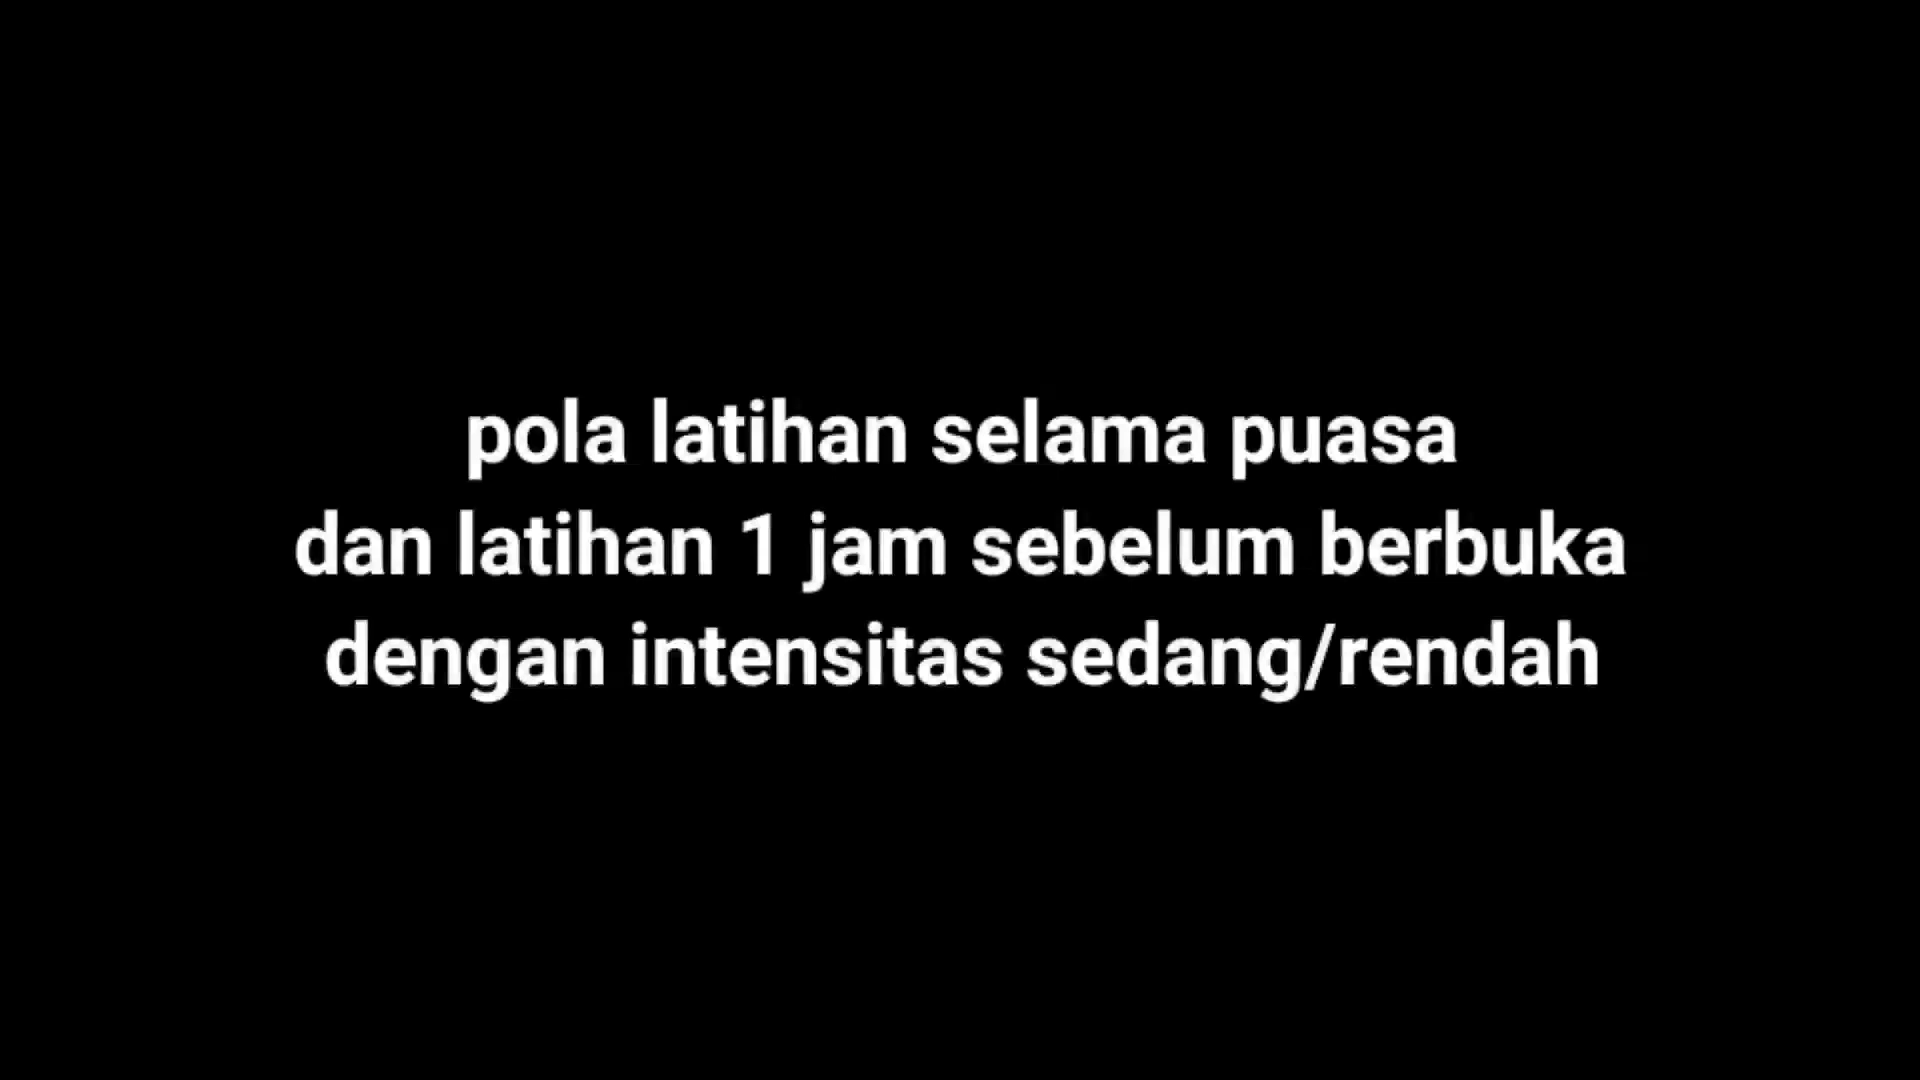 pola latihan selama puasa
dan latihan 1 jam sebelum berbuka
dengan intensitas sedang/rendah